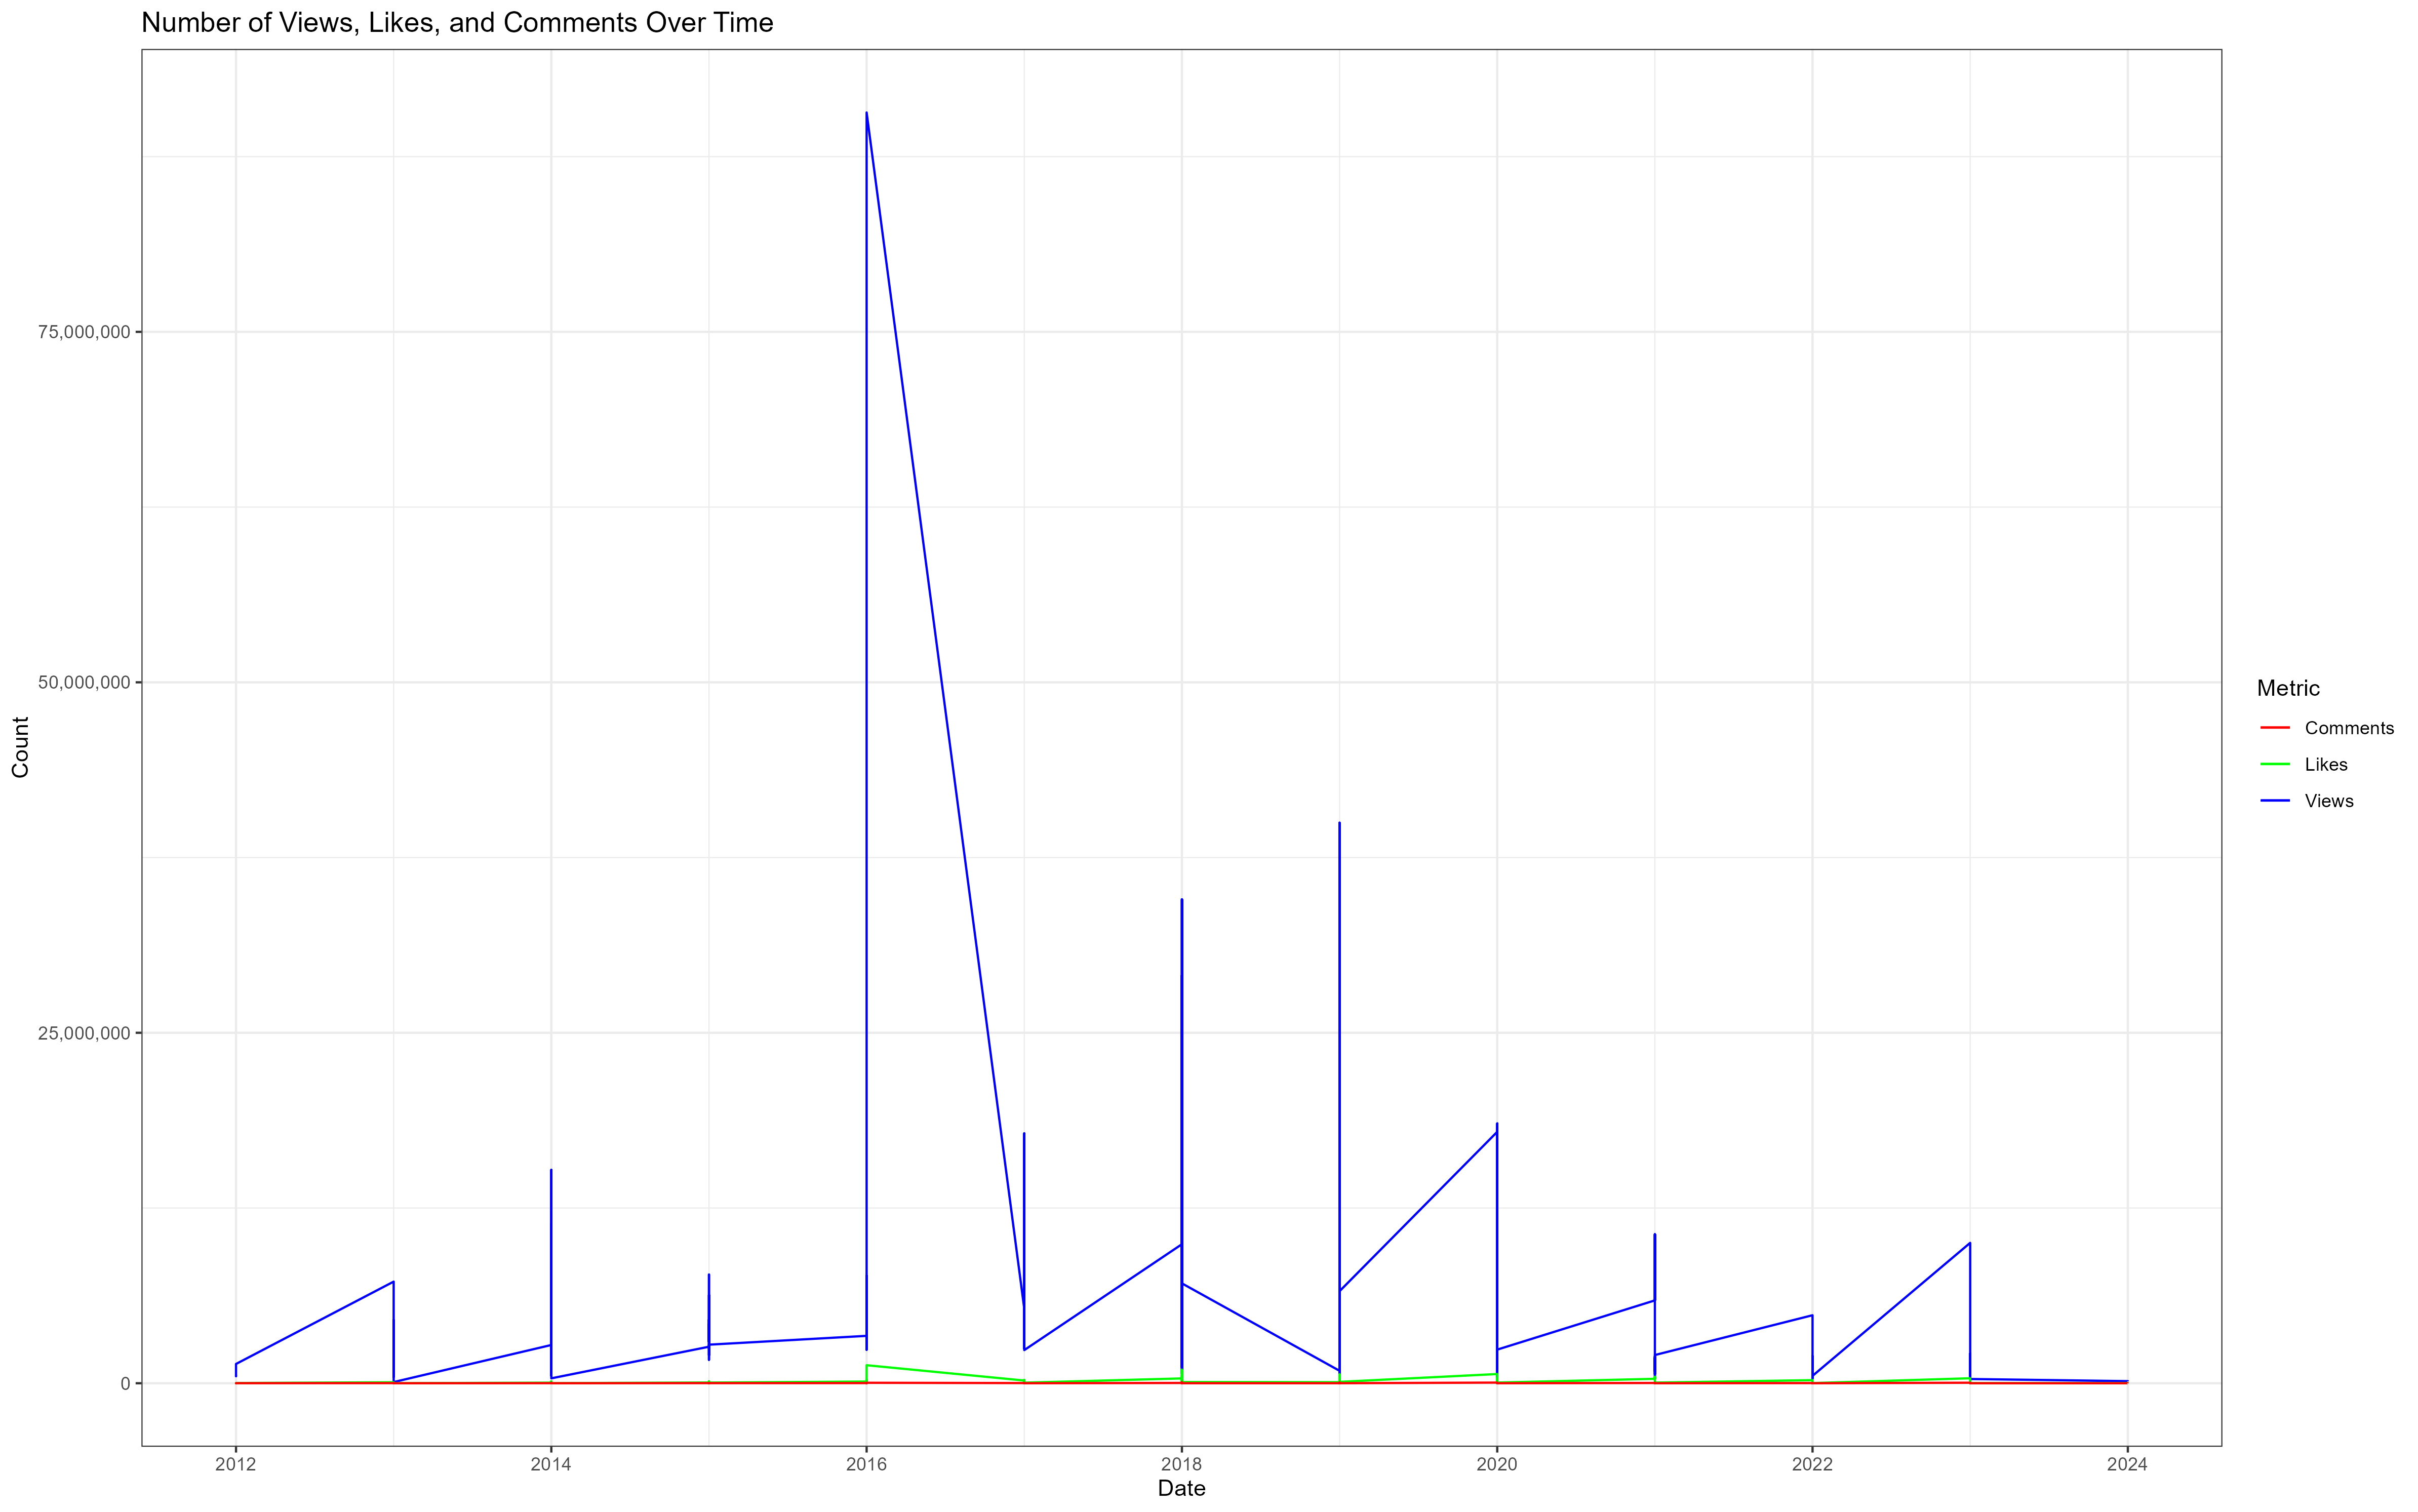 Number of Views, Likes, and Comments Over Time
75,000,000
50,000,000
25,000,000
0
Count
2012
2014
2016
2018
2020
2022
2024
Date
Metric
Comments
Likes
Views